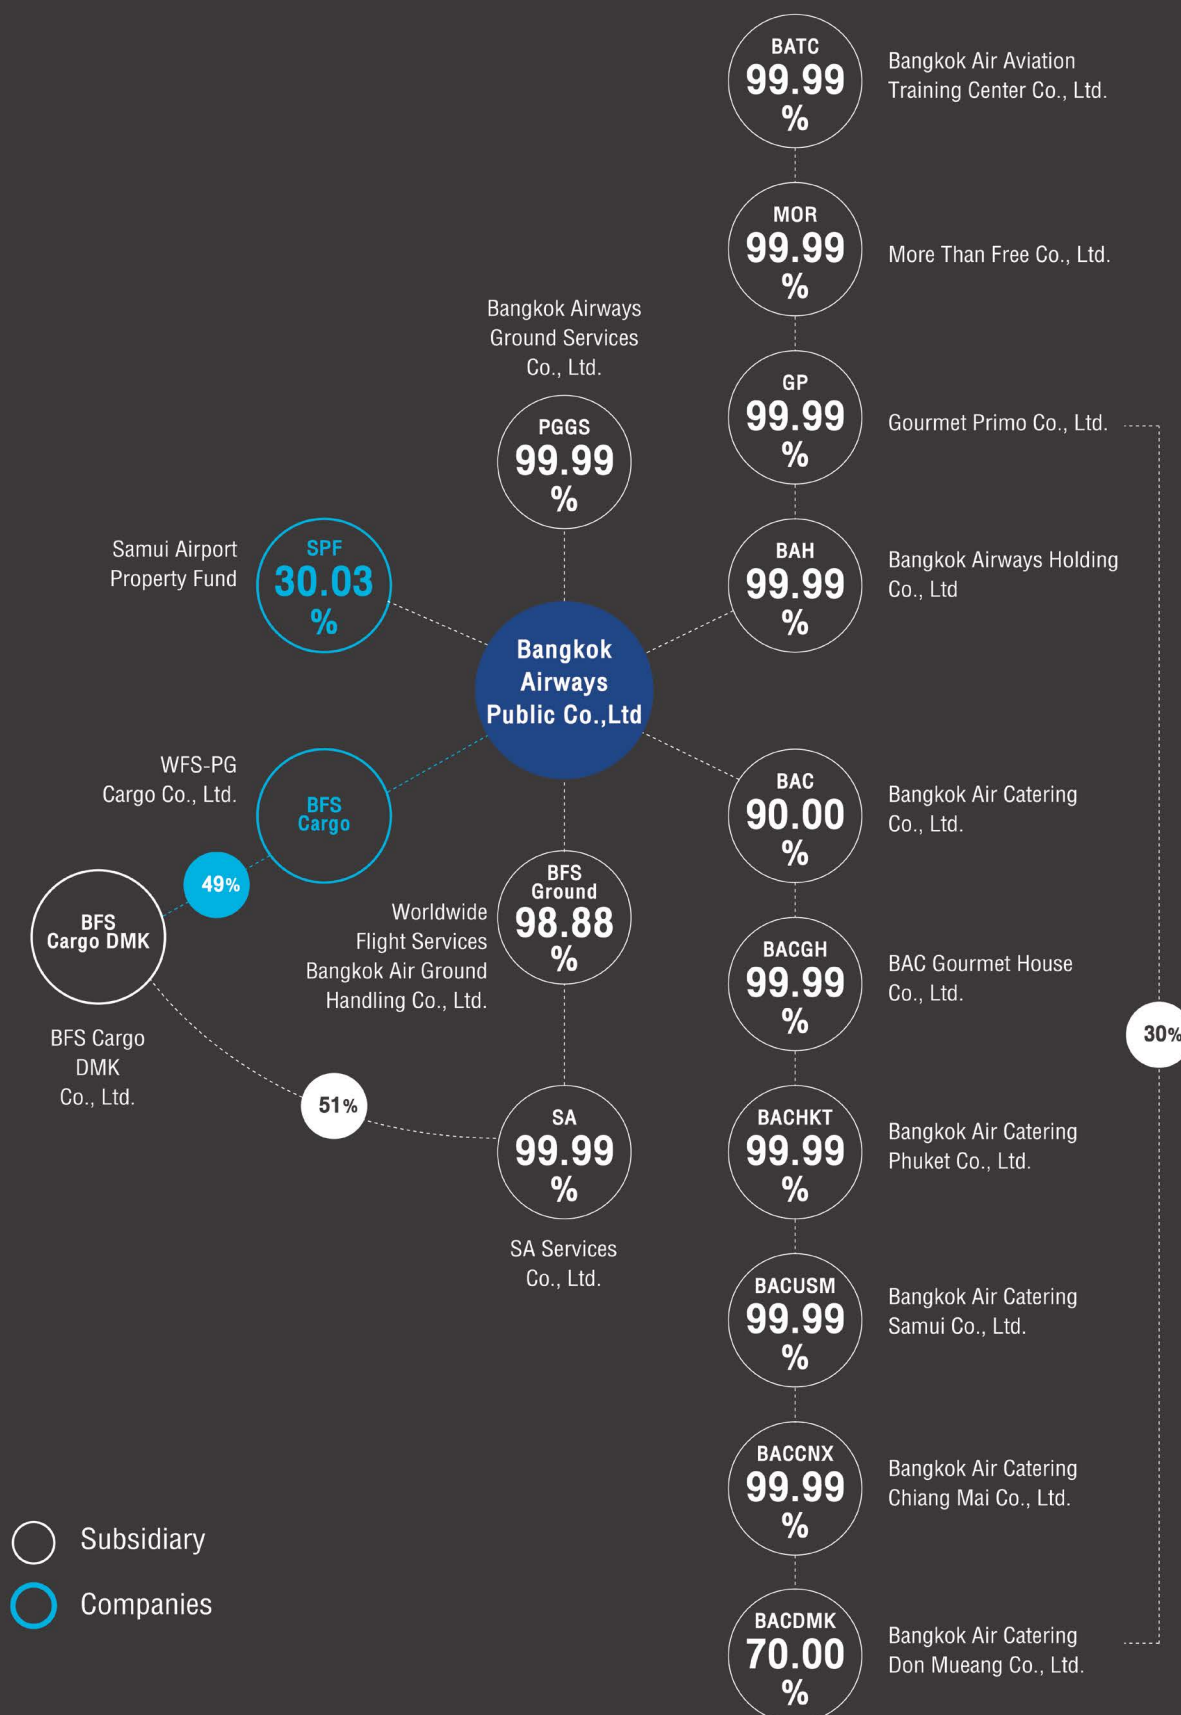 BATC
99.99
%
Bangkok Air Aviation
Training Center Co., Ltd.
MOR
99.99
%
More Than Free Co., Ltd.
GP
99.99
%
Gourmet Primo Co., Ltd.
BAH
99.99
%
Bangkok Airways Holding
Co., Ltd
Bangkok Airways
Ground Services
Co., Ltd.
PGGS
99.99
%
Samui Airport
Property Fund
SPF
30.03
%
Bangkok
Airways
Public Co.,Ltd
WFS-PG
Cargo Co., Ltd.
BFS
Cargo
49%
BFS
Cargo DMK
BFS Cargo
DMK
Co., Ltd.
51%
BFS
Ground
98.88
%
Worldwide
Flight Services
Bangkok Air Ground
Handling Co., Ltd.
SA
99.99
%
SA Services
Co., Ltd.
BAC
90.00
%
Bangkok Air Catering
Co., Ltd.
BACGH
99.99
%
BAC Gourmet House
Co., Ltd.
30%
BACHKT
99.99
%
Bangkok Air Catering
Phuket Co., Ltd.
BACUSM
99.99
%
Bangkok Air Catering
Samui Co., Ltd.
BACCNX
99.99
%
Bangkok Air Catering
Chiang Mai Co., Ltd.
BACDMK
70.00
%
Bangkok Air Catering
Don Mueang Co., Ltd.
Subsidiary
Companies